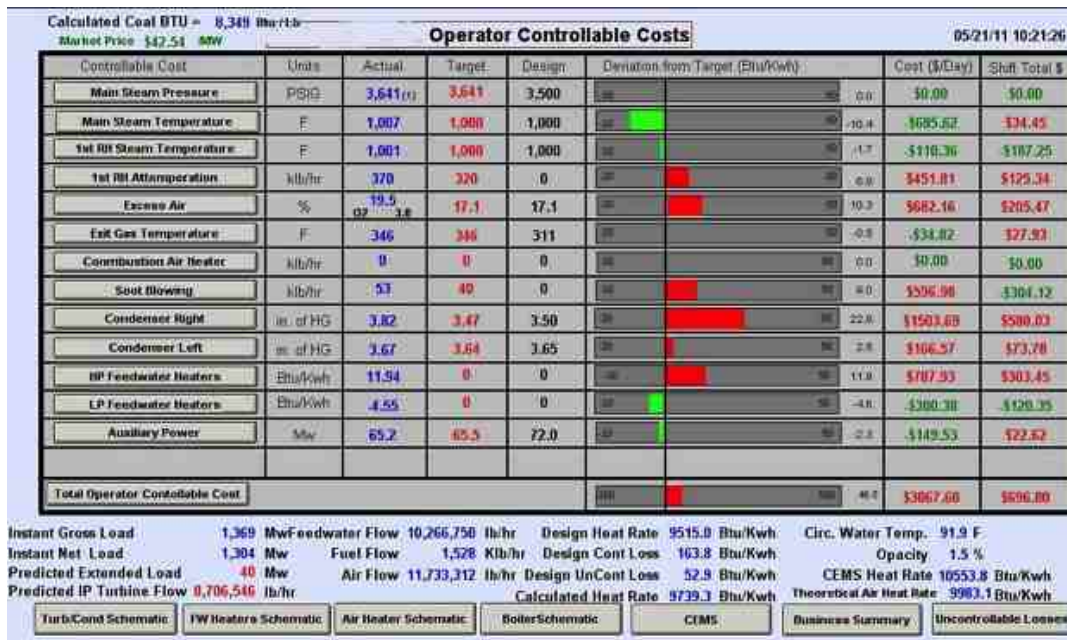 Calculated Coal BTU = 8,349 Btu/Lb
Market Price $42.54 MW
Operator Controllable Costs
05/21/11 10:21:26
Controllable Cost Units Actual Target Design Deviation from Target (Btu/Kwh) Cost ($/Day) Shift Total $
Main Steam Pressure PSIG 3,641 3,641 3,500 0.0 $0.00 $0.00
Main Steam Temperature F 1,007 1,000 1,000 -10.4 -$685.62 $34.45
1st RH Steam Temperature F 1,001 1,000 1,000 -1.7 -$110.36 -$187.25
1st RH Attemperation klb/hr 370 320 0 $451.81 $125.34
Excess Air % 19.5 17.1 17.1 10.3 $682.16 $205.47
O2 3.8
Exit Gas Temperature F 346 346 311 -0.5 -$34.82 $27.93
Conmbustion Air Heater klb/hr 0 0 0 0.0 $0.00 $0.00
Soot Blowing klb/hr 53 40 0 $596.98 -$304.12
Condenser Right in. of HG 3.82 3.47 3.50 22.8 $1503.69 $580.03
Condenser Left in. of HG 3.67 3.64 3.65 $166.57 $73.78
HP Feedwater Heaters Btu/Kwh 11.94 0 0 11.9 $787.93 $303.45
LP Feedwater Heaters Btu/Kwh -4.55 0 0 -4.6 -$300.38 -$120.35
Auxiliary Power Mw 65.2 65.5 72.0 -2.3 -$149.53 $22.62
Total Operator Contollable Cost $3067.60 $696.80
Instant Gross Load 1,369 Mw Feedwater Flow 10,266,750 lb/hr Design Heat Rate 9515.0 Btu/Kwh Circ. Water Temp. 91.9 F
Instant Net Load 1,304 Mw Fuel Flow 1,528 Klb/hr Design Cont Loss 163.8 Btu/Kwh Opacity 1.5 %
Predicted Extended Load 40 Mw Air Flow 11,733,312 lb/hr Design UnCont Loss 52.9 Btu/Kwh CEMS Heat Rate 10553.8 Btu/Kwh
Predicted IP Turbine Flow 8,706,546 lb/hr Calculated Heat Rate 9739.3 Btu/Kwh Theoretical Air Heat Rate 9983.1 Btu/Kwh
Turb/Cond Schematic FW Heaters Schematic Air Heater Schematic BoilerSchematic CEMS Business Summary Uncontrollable Losses